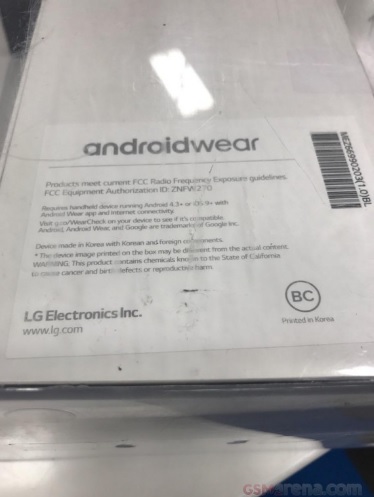 androidwear
Products meet current FCC Radio Frequency Exposure guidelines.
FCC Equipment Authorization ID: ZNFW270
Requires handheld device running Android 4.3+ or iOS 9+ with
Android Wear app and Internet connectivity.
Visit g.co/WearCheck on your device to see if it's compatible.
Android, Android Wear, and Google are trademarks of Google Inc.
Device made in Korea with Korean and foreign components.
* The device image printed on the box may be different from the actual content.
WARNING: This product contains chemicals known to the State of California
to cause cancer and birth defects or reproductive harm.
BC
LG Electronics Inc.
www.lg.com
Printed in Korea
GSMarena.com